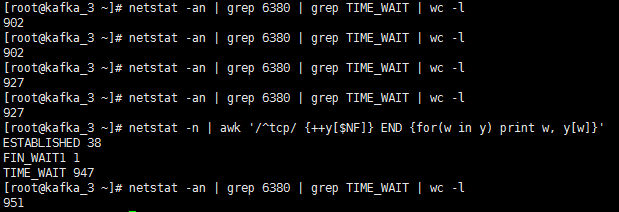 [root@kafka_3 ~]# netstat -an | grep 6380 | grep TIME_WAIT | wc -l
902
[root@kafka_3 ~]# netstat -an | grep 6380 | grep TIME_WAIT | wc -l
902
[root@kafka_3 ~]# netstat -an | grep 6380 | grep TIME_WAIT | wc -l
927
[root@kafka_3 ~]# netstat -an | grep 6380 | grep TIME_WAIT | wc -l
927
[root@kafka_3 ~]# netstat -n | awk '/^tcp/ {++y[$NF]} END {for(w in y) print w, y[w]}'
ESTABLISHED 38
FIN_WAIT1 1
TIME_WAIT 947
[root@kafka_3 ~]# netstat -an | grep 6380 | grep TIME_WAIT | wc -l
951